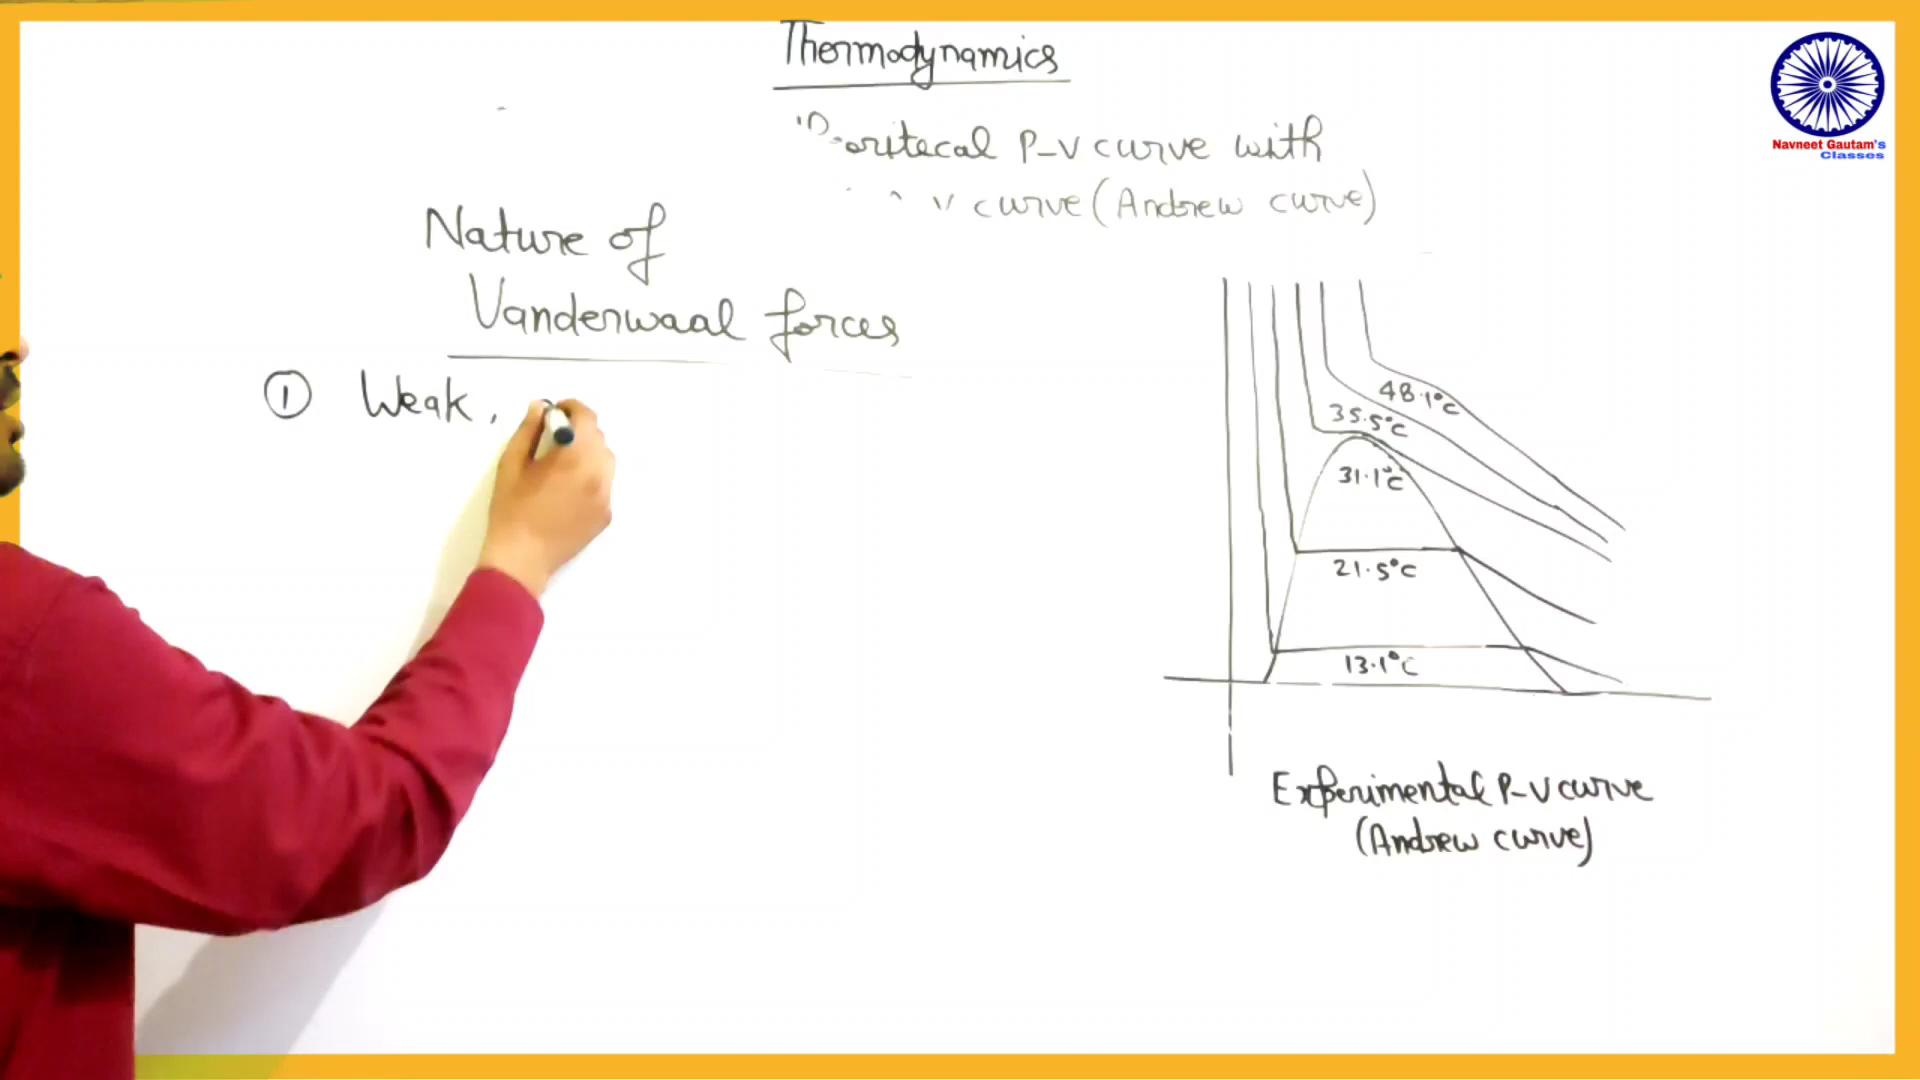 Thermodynamics
P-V curve with
V curve (Andrew curve)
Navneet Gautam's
Classes
Nature of
Vanderwaal forces
① Weak,
48.1°C
35.5°C
31.1°C
21.5°C
13.1°C
Experimental P-V curve
(Andrew curve)